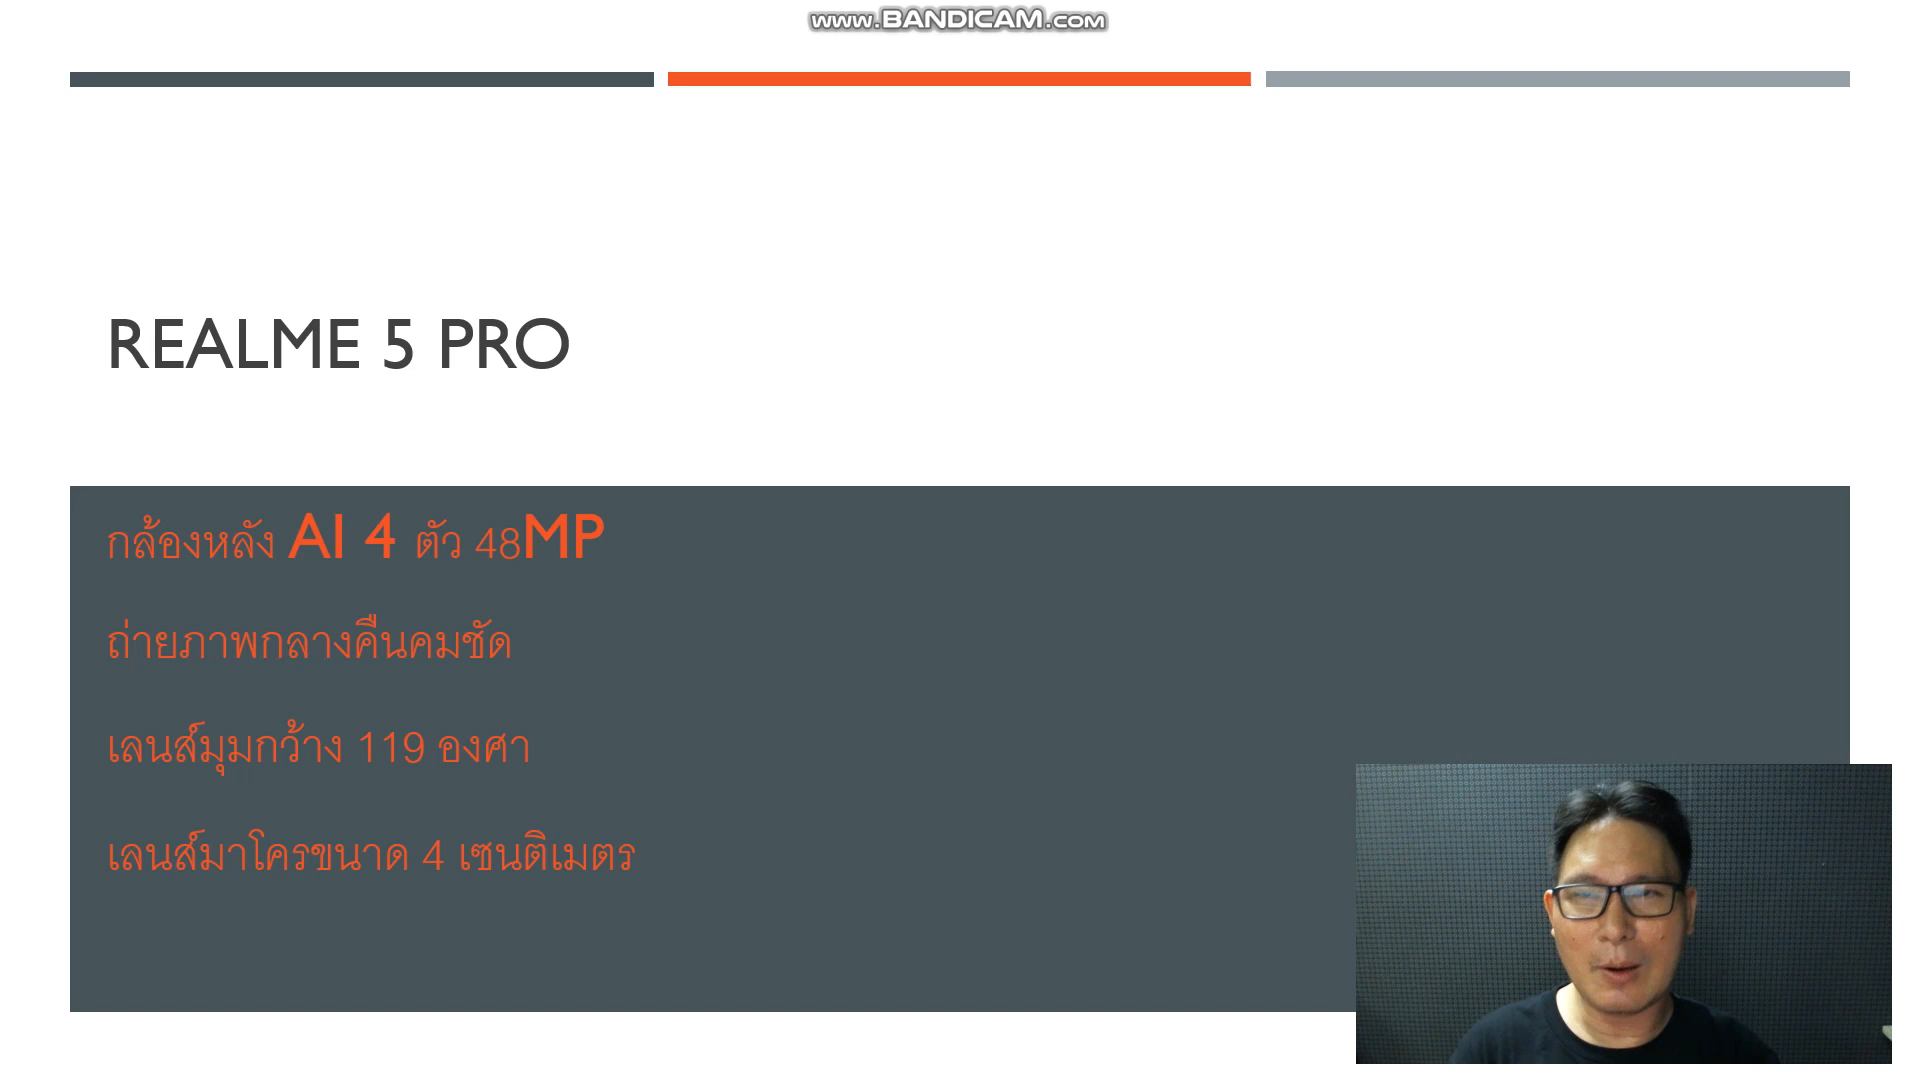 www.BANDICAM.com
REALME 5 PRO
กล้องหลัง AI 4 ตัว 48MP
ถ่ายภาพกลางคืนคมชัด
เลนส์มุมกว้าง 119 องศา
เลนส์มาโครขนาด 4 เซนติเมตร